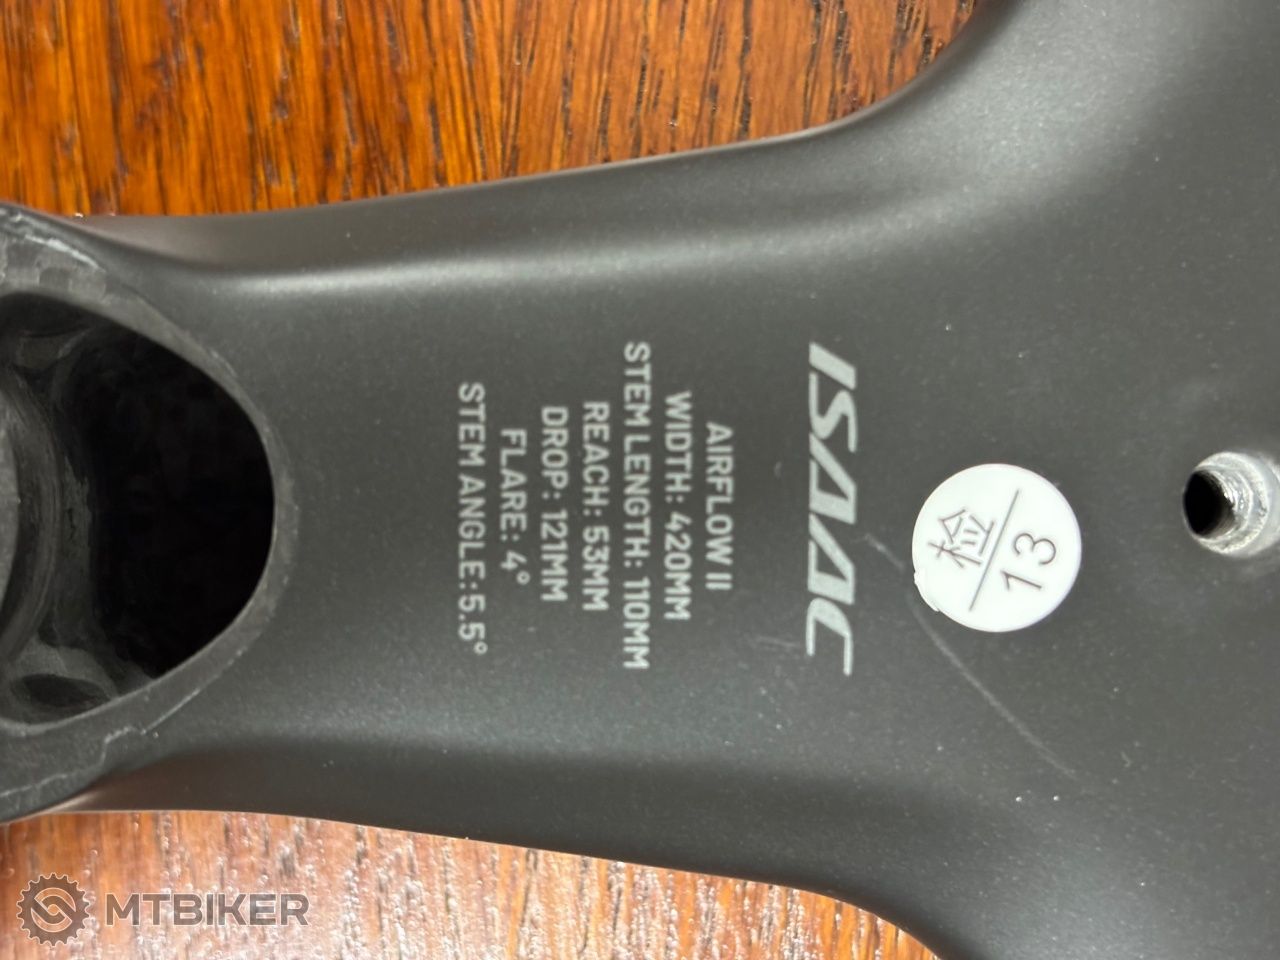 ISAAC
AIRFLOW II
WIDTH: 420MM
STEM LENGTH: 110MM
REACH: 53MM
DROP: 121MM
FLARE: 4°
STEM ANGLE: 5.5°
检
13
MTBIKER